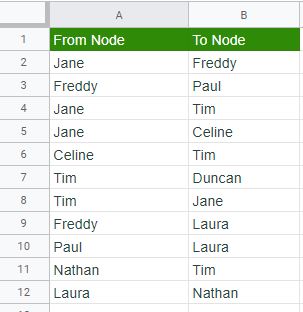 A B
1 From Node To Node
2 Jane Freddy
3 Freddy Paul
4 Jane Tim
5 Jane Celine
6 Celine Tim
7 Tim Duncan
8 Tim Jane
9 Freddy Laura
10 Paul Laura
11 Nathan Tim
12 Laura Nathan